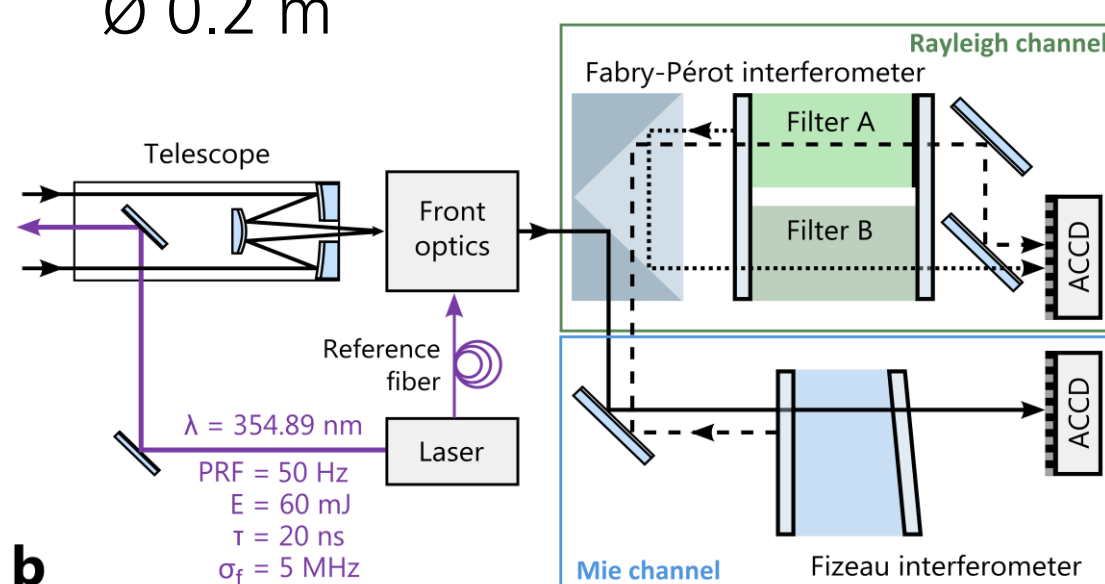 Ø 0.2 m
Rayleigh channel
Fabry-Pérot interferometer
Telescope
Filter A
Front
optics
Filter B
ACCD
Reference
fiber
λ = 354.89 nm
Laser
ACCD
PRF = 50 Hz
E = 60 mJ
τ = 20 ns
σf = 5 MHz
b
Mie channel
Fizeau interferometer